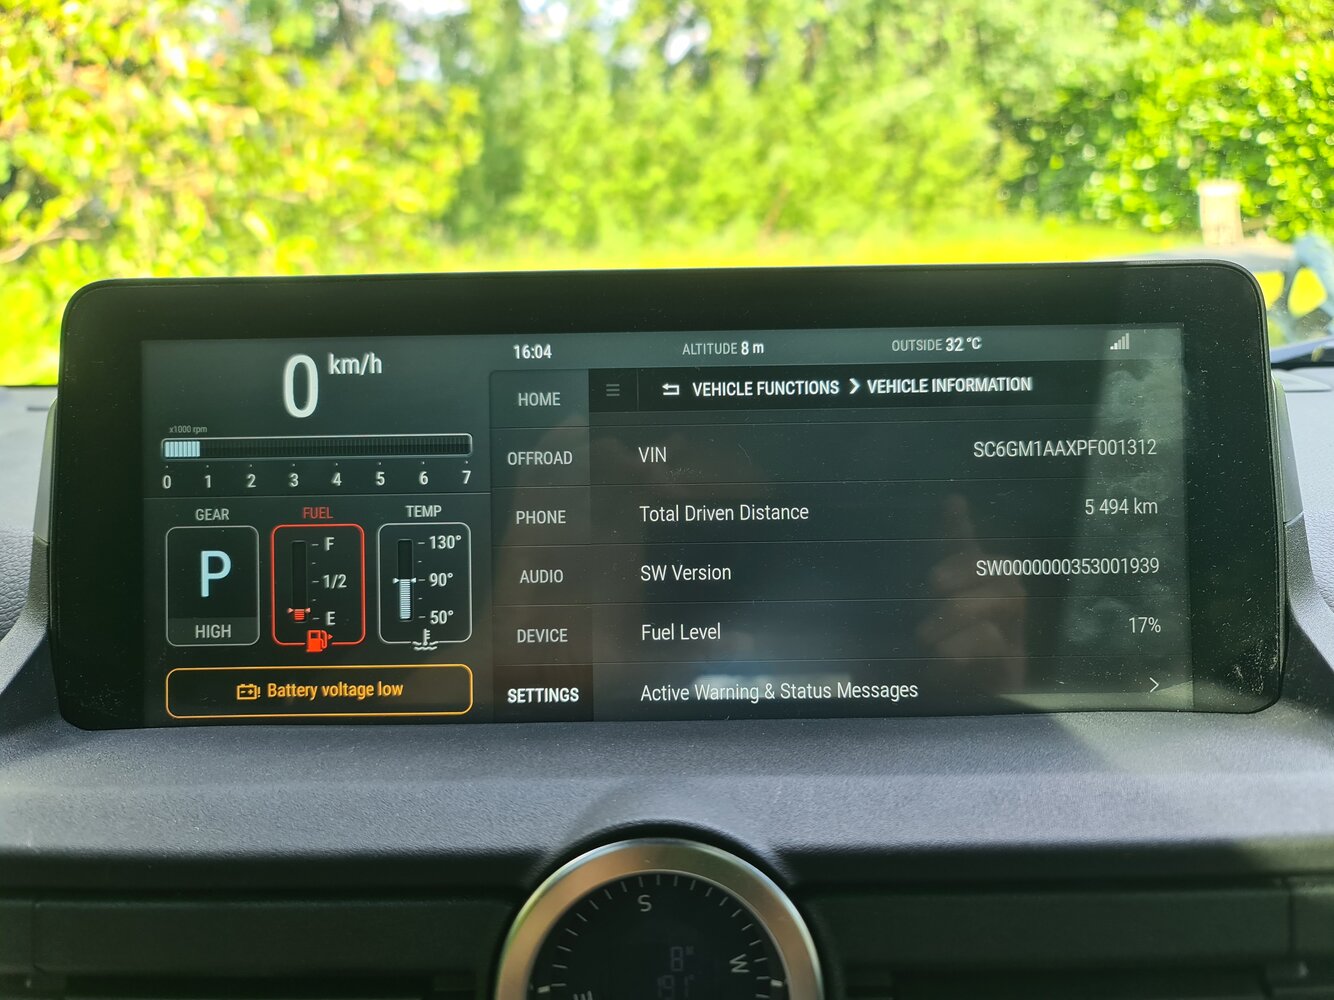 0 km/h
x1000 rpm
0 1 2 3 4 5 6 7
GEAR
P
HIGH
FUEL
F
1/2
E
TEMP
130°
90°
50°
Battery voltage low
16:04
ALTITUDE 8 m
OUTSIDE 32 °C
HOME
OFFROAD
PHONE
AUDIO
DEVICE
SETTINGS
VEHICLE FUNCTIONS > VEHICLE INFORMATION
VIN SC6GM1AAXPF001312
Total Driven Distance 5 494 km
SW Version SW0000000353001939
Fuel Level 17%
Active Warning & Status Messages >
S
W